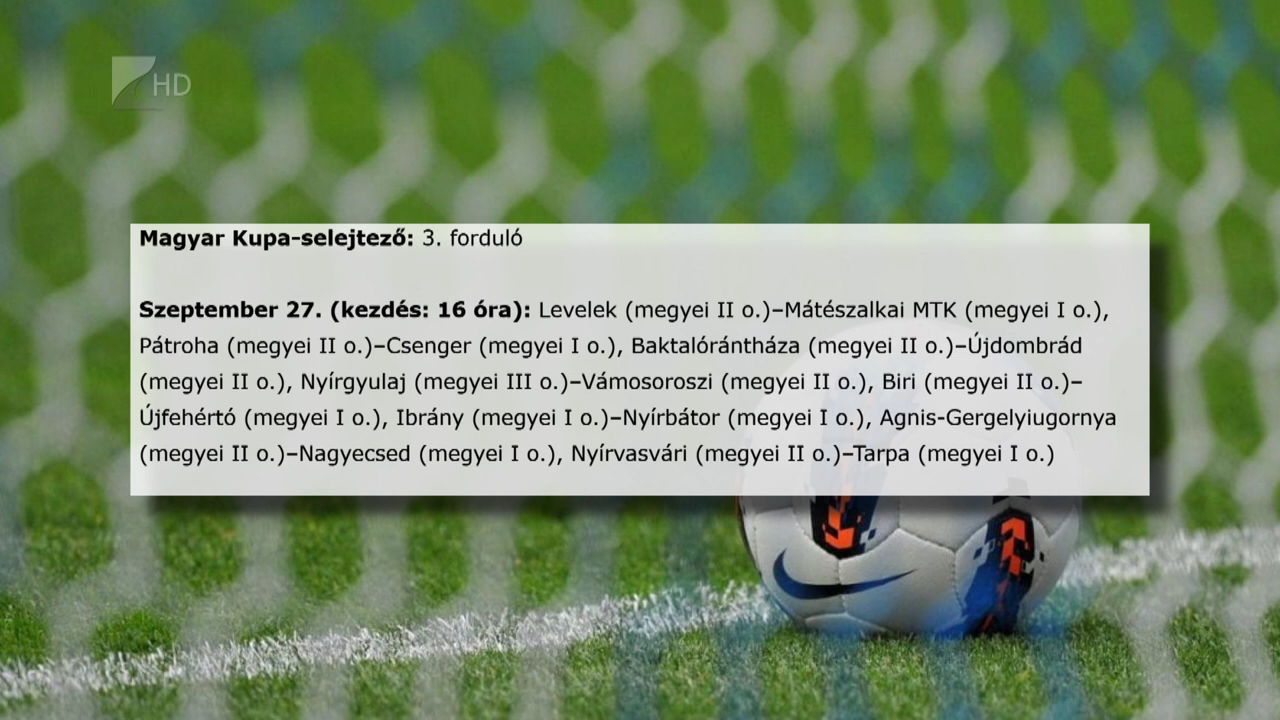 HD
Magyar Kupa-selejtező: 3. forduló
Szeptember 27. (kezdés: 16 óra): Levelek (megyei II o.)–Mátészalkai MTK (megyei I o.),
Pátroha (megyei II o.)–Csenger (megyei I o.), Baktalórántháza (megyei II o.)–Újdombrád
(megyei II o.), Nyírgyulaj (megyei III o.)–Vámosoroszi (megyei II o.), Biri (megyei II o.)–
Újfehértó (megyei I o.), Ibrány (megyei I o.)–Nyírbátor (megyei I o.), Agnis-Gergelyiugornya
(megyei II o.)–Nagyecsed (megyei I o.), Nyírvasvári (megyei II o.)–Tarpa (megyei I o.)